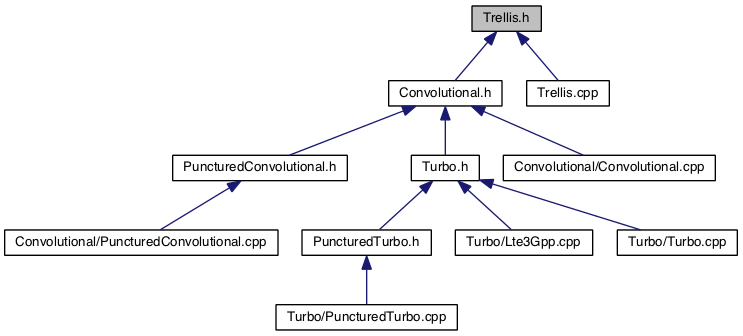 Trellis.h
Convolutional.h
Trellis.cpp
PuncturedConvolutional.h
Turbo.h
Convolutional/Convolutional.cpp
Convolutional/PuncturedConvolutional.cpp
PuncturedTurbo.h
Turbo/Lte3Gpp.cpp
Turbo/Turbo.cpp
Turbo/PuncturedTurbo.cpp